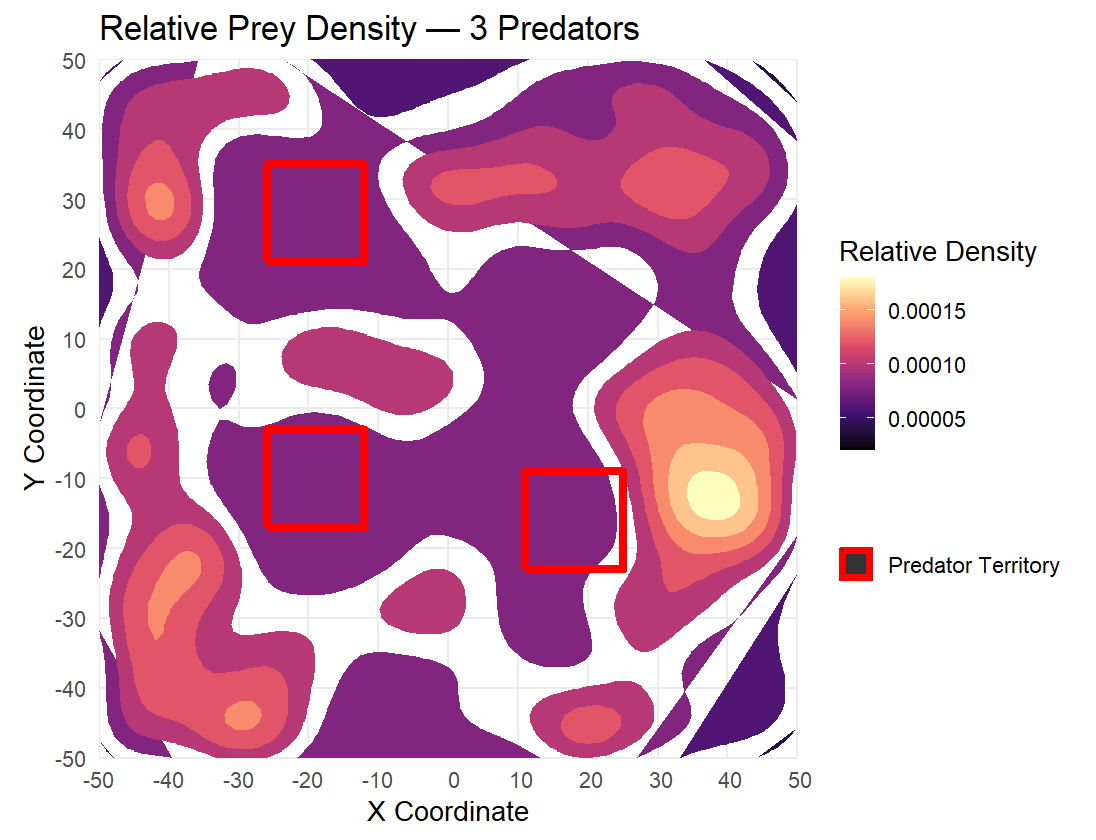 Relative Prey Density — 3 Predators
50
40
30
20
10
0
-10
-20
-30
-40
-50
Y Coordinate
-50 -40 -30 -20 -10 0 10 20 30 40 50
X Coordinate
Relative Density
0.00015
0.00010
0.00005
Predator Territory